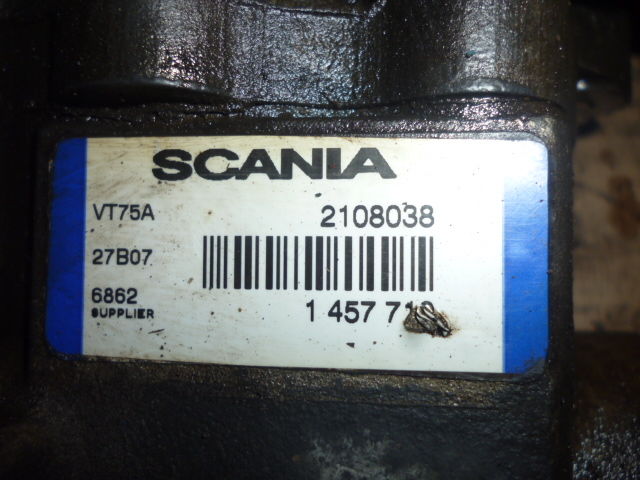 SCANIA
VT75A 2108038
27B07
6862
SUPPLIER
1 457